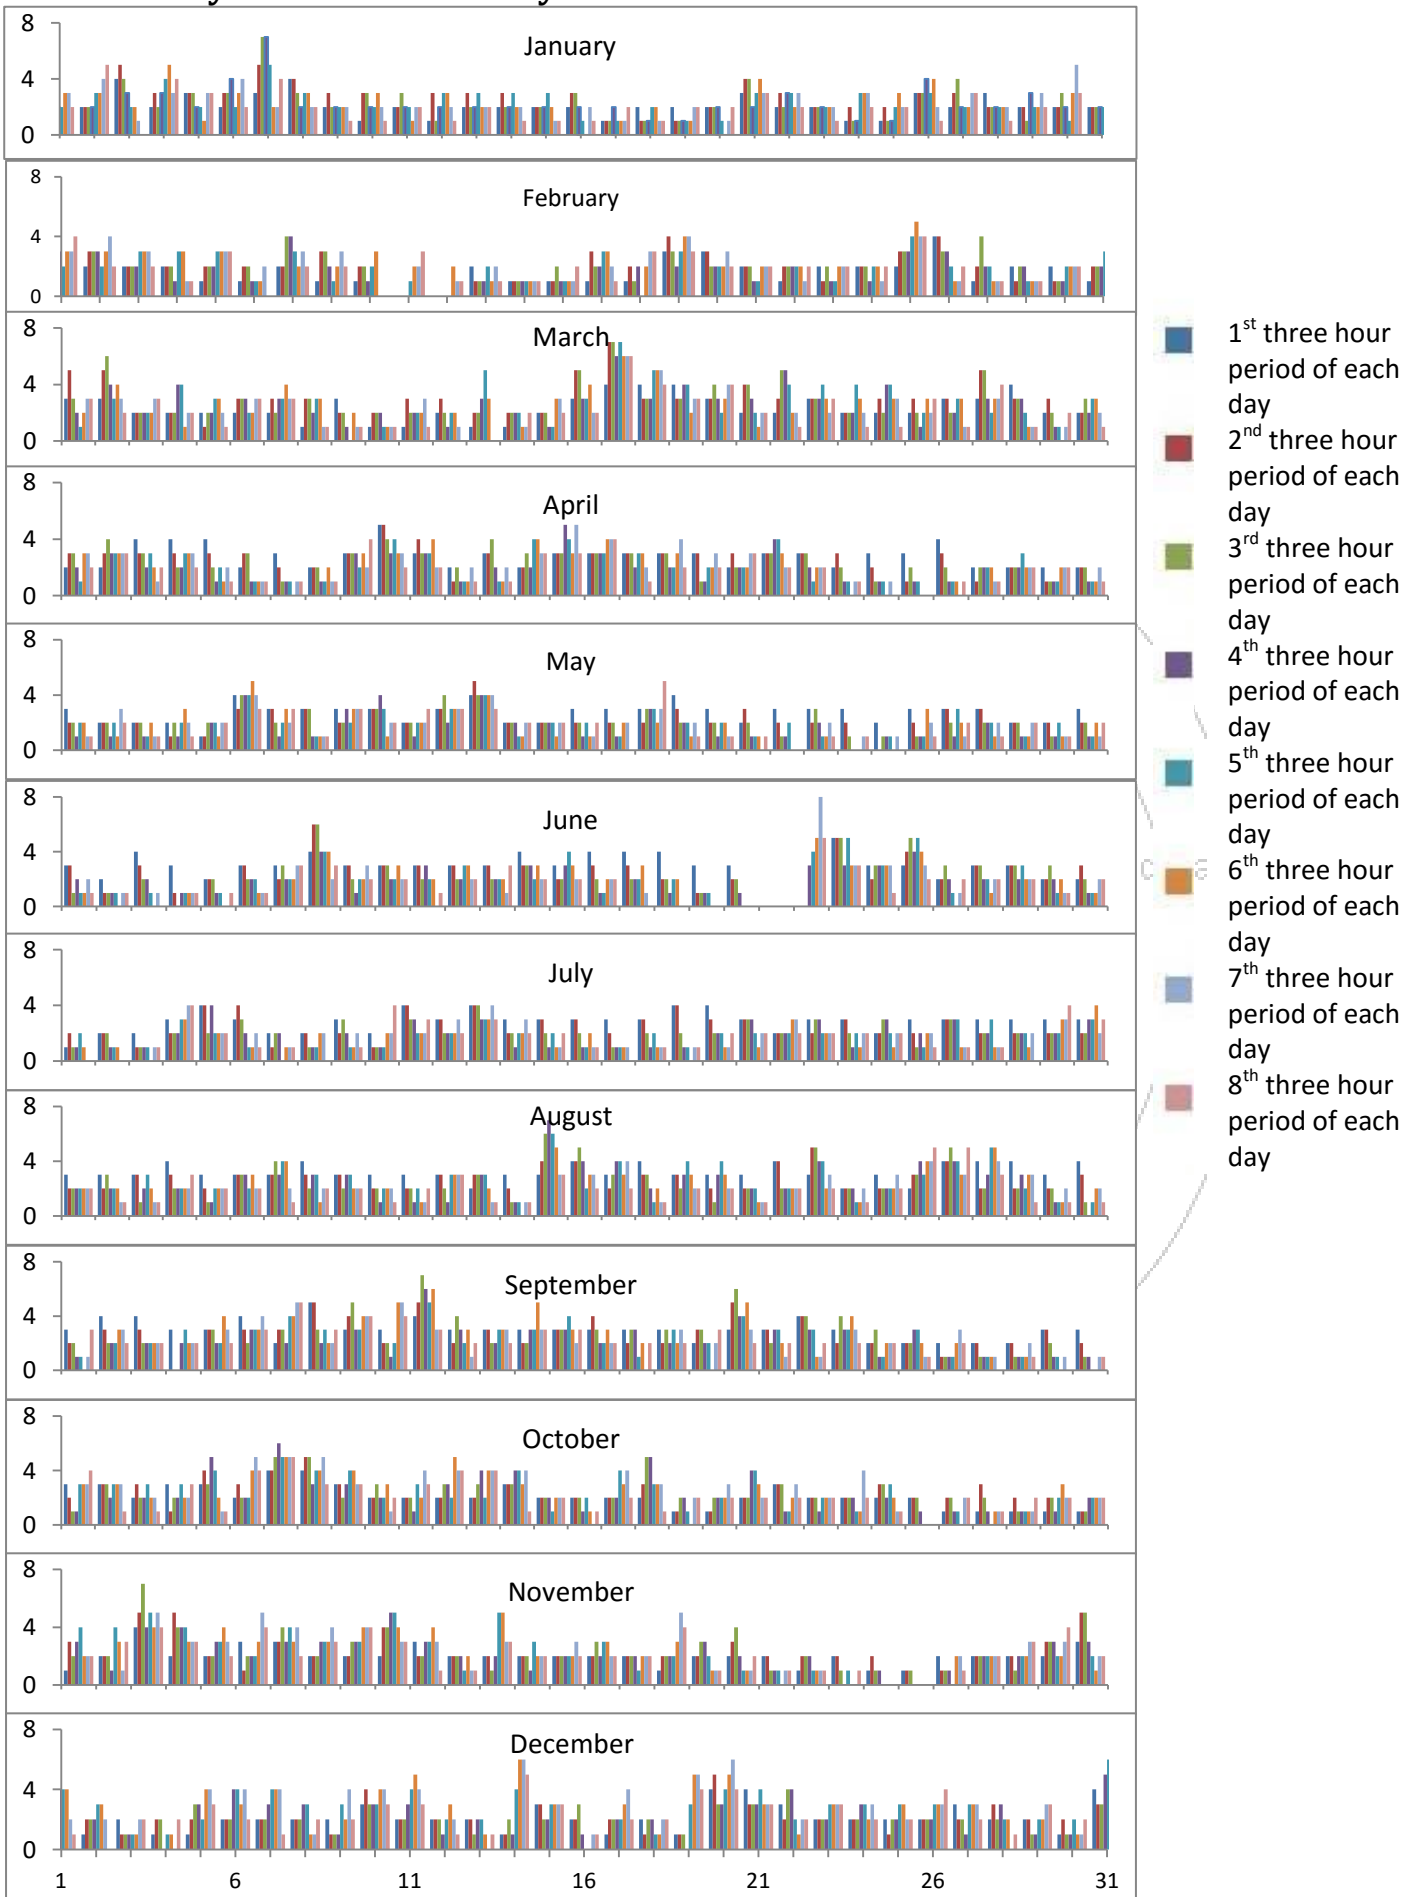 8
January
4
0
8
February
4
0
8
March
4
0
8
April
4
0
8
May
4
0
8
June
4
0
8
July
4
0
8
August
4
0
8
September
4
0
8
October
4
0
8
November
4
0
8
December
4
0
1 6 11 16 21 26 31
1st three hour
period of each
day
2nd three hour
period of each
day
3rd three hour
period of each
day
4th three hour
period of each
day
5th three hour
period of each
day
6th three hour
period of each
day
7th three hour
period of each
day
8th three hour
period of each
day